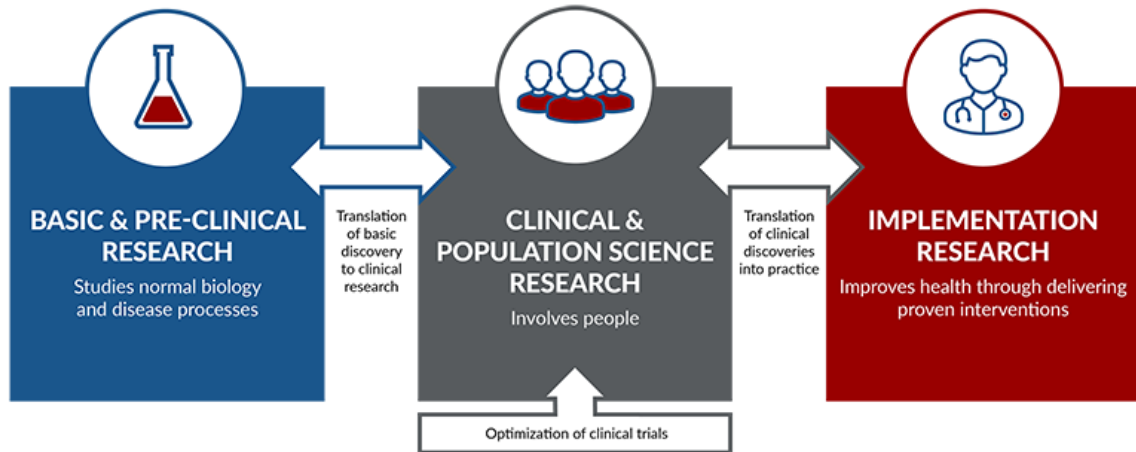 BASIC & PRE-CLINICAL
RESEARCH
Studies normal biology
and disease processes
Translation
of basic
discovery
to clinical
research
CLINICAL &
POPULATION SCIENCE
RESEARCH
Involves people
Translation
of clinical
discoveries
into practice
IMPLEMENTATION
RESEARCH
Improves health through delivering
proven interventions
Optimization of clinical trials